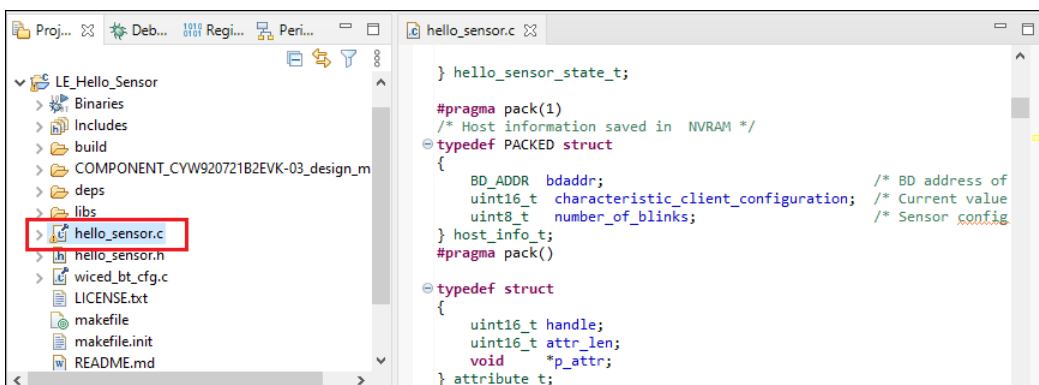 Proj... Deb... Regi... Peri...
LE_Hello_Sensor
Binaries
Includes
build
COMPONENT_CYW920721B2EVK-03_design_m
deps
libs
hello_sensor.c
hello_sensor.h
wiced_bt_cfg.c
LICENSE.txt
makefile
makefile.init
README.md
hello_sensor.c
} hello_sensor_state_t;
#pragma pack(1)
/* Host information saved in  NVRAM */
typedef PACKED struct
{
BD_ADDR  bdaddr; /* BD address of
uint16_t  characteristic_client_configuration; /* Current value
uint8_t   number_of_blinks; /* Sensor config
} host_info_t;
#pragma pack()
typedef struct
{
uint16_t handle;
uint16_t attr_len;
void     *p_attr;
} attribute_t;